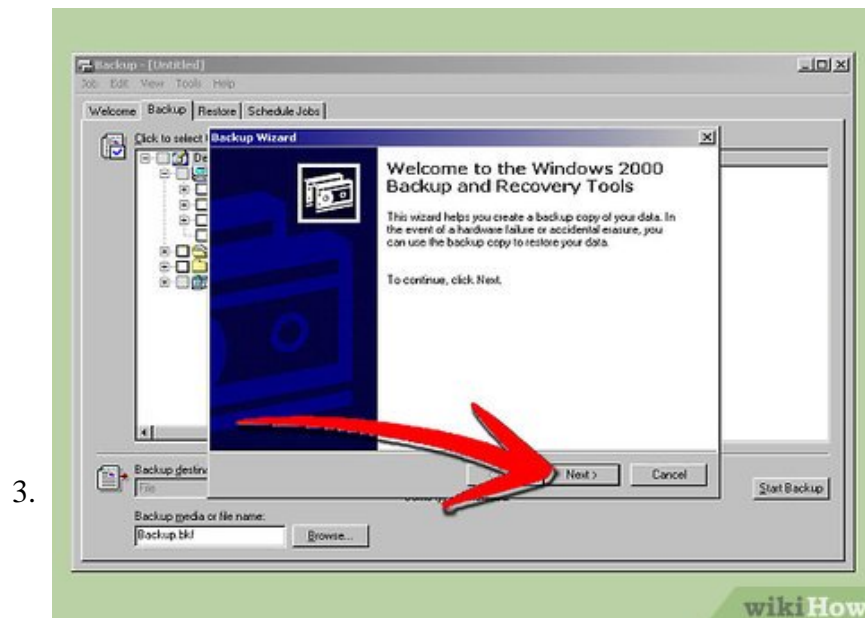 Backup - [Untitled]
Job Edit View Tools Help
Welcome Backup Restore Schedule Jobs
Click to select
Backup Wizard
De
Welcome to the Windows 2000
Backup and Recovery Tools
This wizard helps you create a backup copy of your data. In
the event of a hardware failure or accidental erasure, you
can use the backup copy to restore your data.
To continue, click Next.
Next >
Cancel
3.
Backup destina
File
Start Backup
Backup media or file name:
Backup.bkf
Browse...
wikiHow